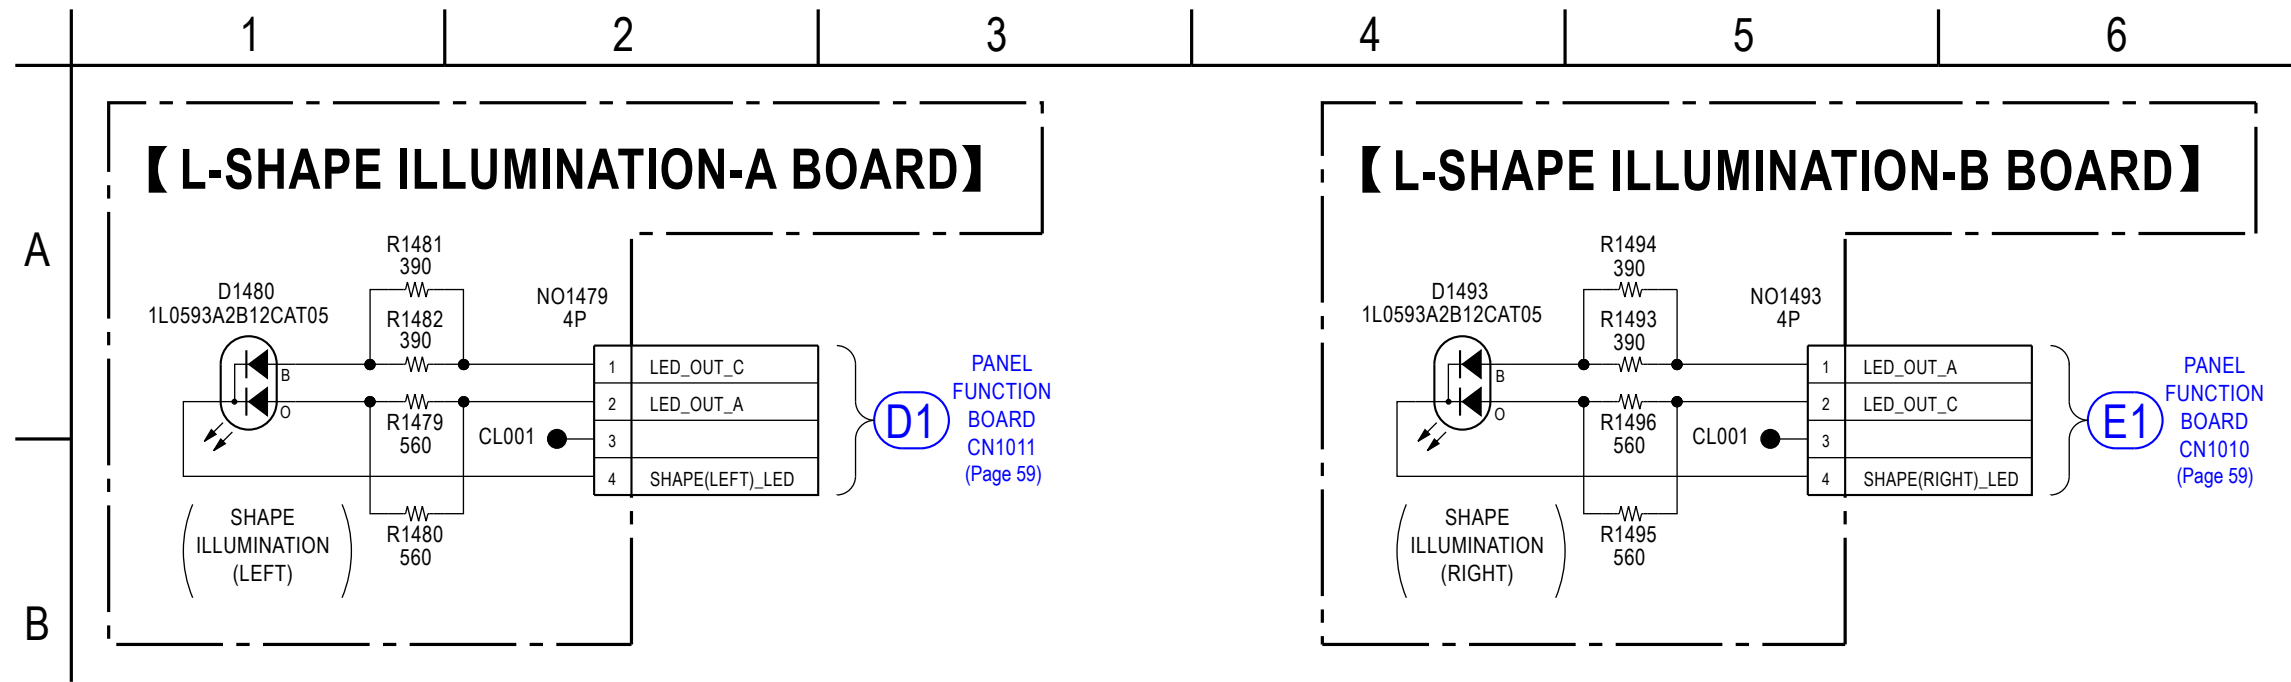 1 2 3 4 5 6
A
B
【 L-SHAPE ILLUMINATION-A BOARD】
R1481
390
D1480
1L0593A2B12CAT05
R1482
390
NO1479
4P
B
O
R1479
560
CL001
1 LED_OUT_C
2 LED_OUT_A
3
4 SHAPE(LEFT)_LED
D1
PANEL
FUNCTION
BOARD
CN1011
(Page 59)
SHAPE
ILLUMINATION
(LEFT)
R1480
560
【 L-SHAPE ILLUMINATION-B BOARD】
R1494
390
D1493
1L0593A2B12CAT05
R1493
390
NO1493
4P
B
O
R1496
560
CL001
1 LED_OUT_A
2 LED_OUT_C
3
4 SHAPE(RIGHT)_LED
E1
PANEL
FUNCTION
BOARD
CN1010
(Page 59)
SHAPE
ILLUMINATION
(RIGHT)
R1495
560